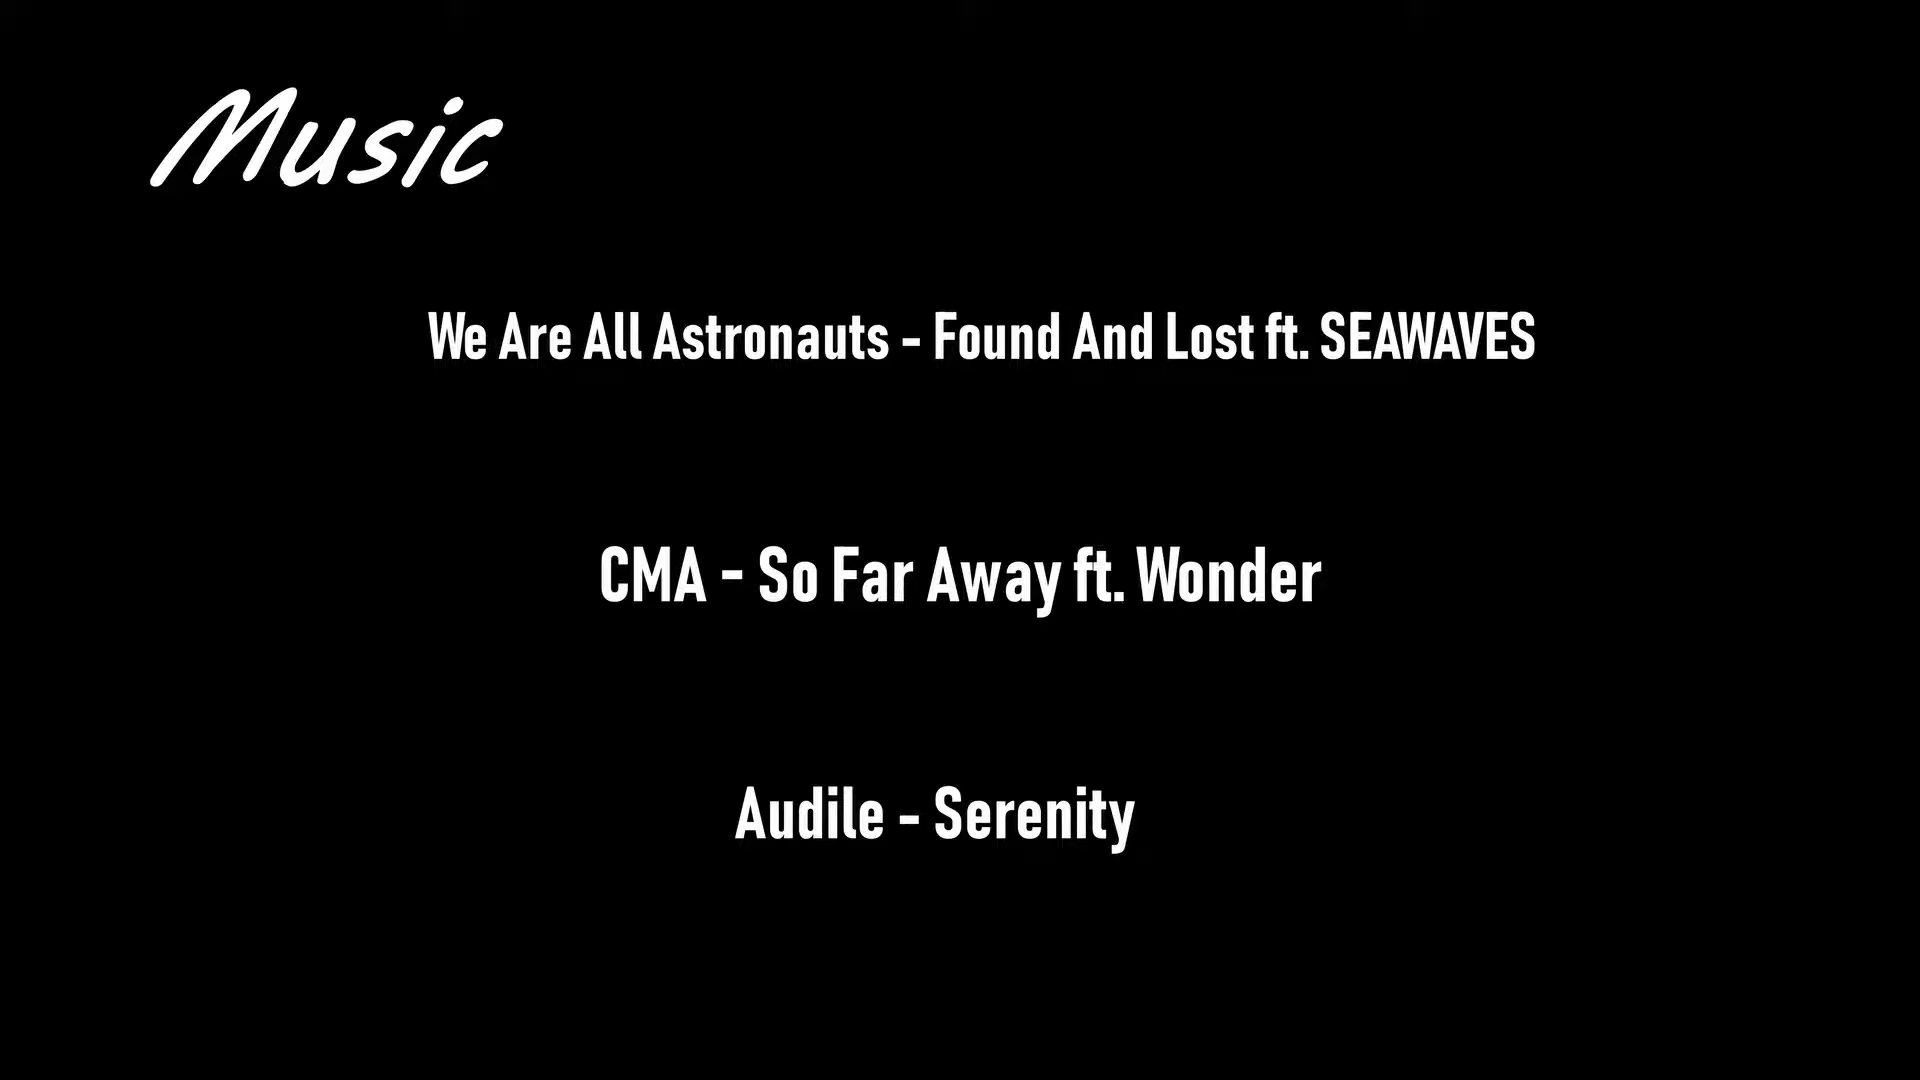 Music
We Are All Astronauts - Found And Lost ft. SEAWAVES
CMA - So Far Away ft. Wonder
Audile - Serenity